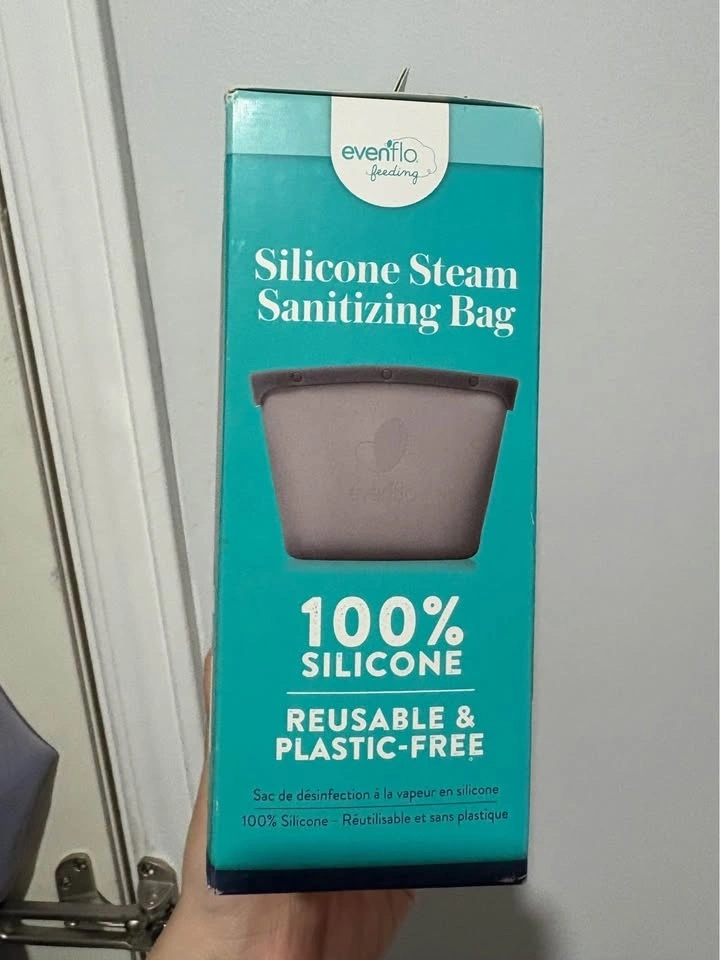 evenflo
feeding
Silicone Steam
Sanitizing Bag
evenflo
100%
SILICONE
REUSABLE &
PLASTIC-FREE
Sac de désinfection à la vapeur en silicone
100% Silicone - Réutilisable et sans plastique